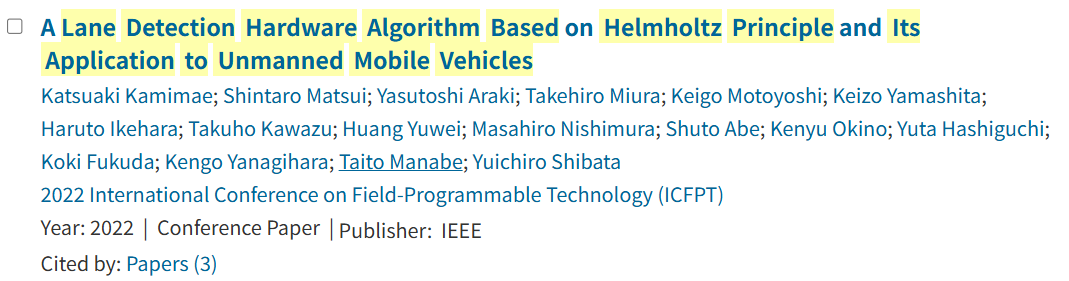 A Lane Detection Hardware Algorithm Based on Helmholtz Principle and Its
Application to Unmanned Mobile Vehicles
Katsuaki Kamimae; Shintaro Matsui; Yasutoshi Araki; Takehiro Miura; Keigo Motoyoshi; Keizo Yamashita;
Haruto Ikehara; Takuho Kawazu; Huang Yuwei; Masahiro Nishimura; Shuto Abe; Kenyu Okino; Yuta Hashiguchi;
Koki Fukuda; Kengo Yanagihara; Taito Manabe; Yuichiro Shibata
2022 International Conference on Field-Programmable Technology (ICFPT)
Year: 2022 | Conference Paper | Publisher: IEEE
Cited by: Papers (3)